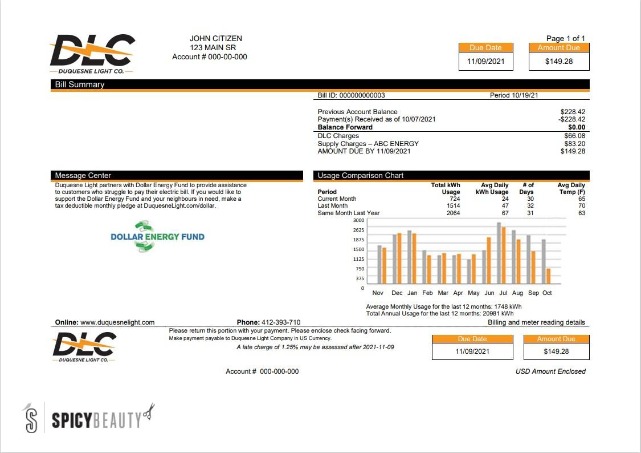 DLC
DUQUESNE LIGHT CO.
JOHN CITIZEN
123 MAIN SR
Account # 000-00-000
Page 1 of 1
Due Date Amount Due
11/09/2021 $149.28
Bill Summary
Bill ID: 000000000003 Period 10/19/21
Previous Account Balance $228.42
Payment(s) Received as of 10/07/2021 -$228.42
Balance Forward $0.00
DLC Charges $66.08
Supply Charges – ABC ENERGY $83.20
AMOUNT DUE BY 11/09/2021 $149.28
Message Center
Duquesne Light partners with Dollar Energy Fund to provide assistance
to customers who struggle to pay their electric bill. If you would like to
support the Dollar Energy Fund and your neighbours in need, make a
tax deductible monthly pledge at DuquesneLight.com/dollar.
DOLLAR ENERGY FUND
Usage Comparison Chart
Period Total kWh Usage Avg Daily kWh Usage # of Days Avg Daily Temp (F)
Current Month 724 24 30 65
Last Month 1514 47 32 70
Same Month Last Year 2064 67 31 63
3000
2625
2250
1875
1500
1125
750
375
0
Nov Dec Jan Feb Mar Apr May Jun Jul Aug Sep Oct
Average Monthly Usage for the last 12 months: 1748 kWh
Total Annual Usage for the last 12 months: 20981 kWh
Online: www.duquesnelight.com Phone: 412-393-710 Billing and meter reading details
DLC
DUQUESNE LIGHT CO.
Please return this portion with your payment. Please enclose check facing forward.
Make payment payable to Duquesne Light Company in US Currency.
A late charge of 1.25% may be assessed after 2021-11-09
Due Date Amount Due
11/09/2021 $149.28
Account # 000-000-000 USD Amount Enclosed
SPICYBEAUTY